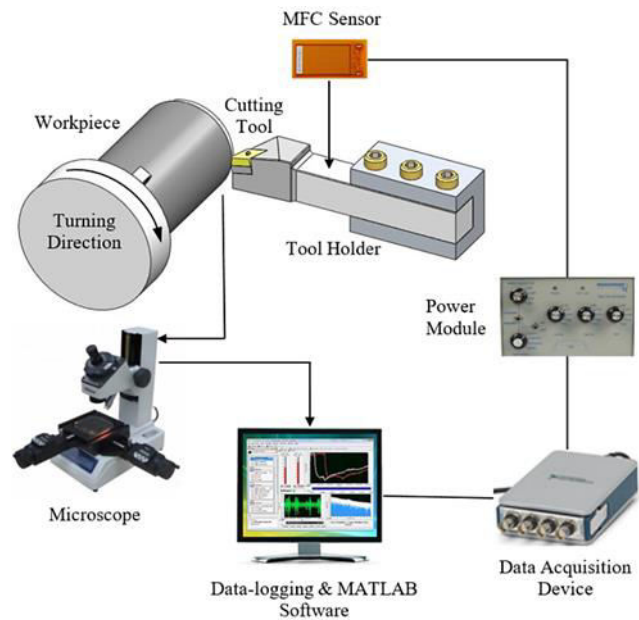 MFC Sensor
Cutting
Tool
Workpiece
Turning
Direction
Tool Holder
Power
Module
Microscope
Data-logging & MATLAB
Software
Data Acquisition
Device